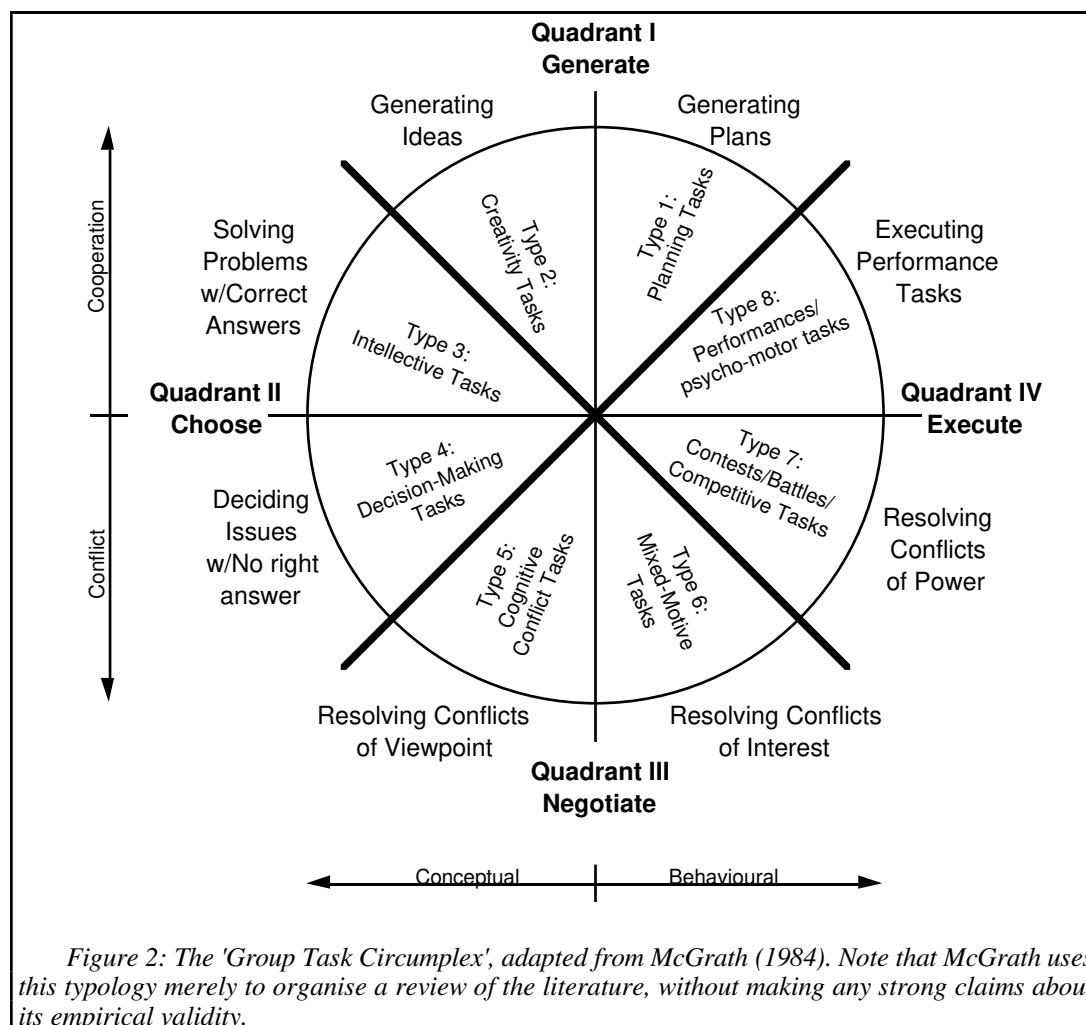 Quadrant I
Generate
Generating
Ideas
Generating
Plans
Cooperation
Conflict
Solving
Problems
w/Correct
Answers
Type 2:
Creativity Tasks
Type 1:
Planning Tasks
Executing
Performance
Tasks
Type 3:
Intellective Tasks
Type 8:
Performances/
psycho-motor tasks
Quadrant II
Choose
Quadrant IV
Execute
Type 4:
Decision-Making
Tasks
Type 7:
Contests/Battles/
Competitive Tasks
Deciding
Issues
w/No right
answer
Type 5:
Cognitive
Conflict Tasks
Type 6:
Mixed-Motive
Tasks
Resolving
Conflicts
of Power
Resolving Conflicts
of Viewpoint
Resolving Conflicts
of Interest
Quadrant III
Negotiate
Conceptual
Behavioural
Figure 2: The 'Group Task Circumplex', adapted from McGrath (1984). Note that McGrath uses
this typology merely to organise a review of the literature, without making any strong claims abou
its empirical validity.